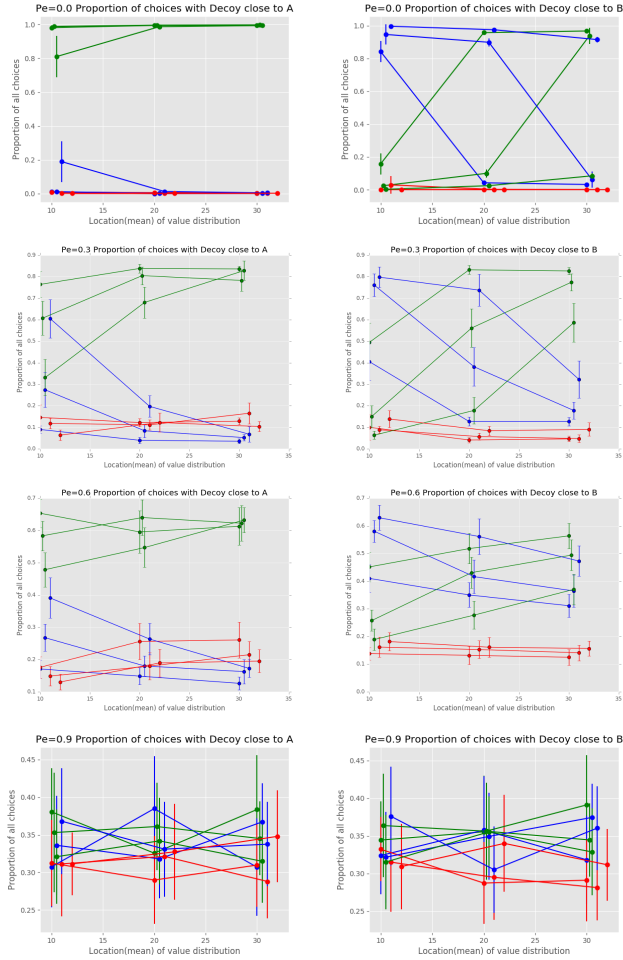 Pe=0.0 Proportion of choices with Decoy close to A
Proportion of all choices
1.0
0.8
0.6
0.4
0.2
0.0
10 15 20 25 30
Location(mean) of value distribution
Pe=0.0 Proportion of choices with Decoy close to B
Proportion of all choices
1.0
0.8
0.6
0.4
0.2
0.0
10 15 20 25 30
Location(mean) of value distribution
Pe=0.3 Proportion of choices with Decoy close to A
Proportion of all choices
0.9
0.8
0.7
0.6
0.5
0.4
0.3
0.2
0.1
0.0
10 15 20 25 30 35
Location(mean) of value distribution
Pe=0.3 Proportion of choices with Decoy close to B
Proportion of all choices
0.9
0.8
0.7
0.6
0.5
0.4
0.3
0.2
0.1
0.0
10 15 20 25 30 35
Location(mean) of value distribution
Pe=0.6 Proportion of choices with Decoy close to A
Proportion of all choices
0.7
0.6
0.5
0.4
0.3
0.2
0.1
10 15 20 25 30 35
Location(mean) of value distribution
Pe=0.6 Proportion of choices with Decoy close to B
Proportion of all choices
0.7
0.6
0.5
0.4
0.3
0.2
0.1
0.0
10 15 20 25 30 35
Location(mean) of value distribution
Pe=0.9 Proportion of choices with Decoy close to A
Proportion of all choices
0.45
0.40
0.35
0.30
0.25
10 15 20 25 30
Location(mean) of value distribution
Pe=0.9 Proportion of choices with Decoy close to B
Proportion of all choices
0.45
0.40
0.35
0.30
0.25
10 15 20 25 30
Location(mean) of value distribution